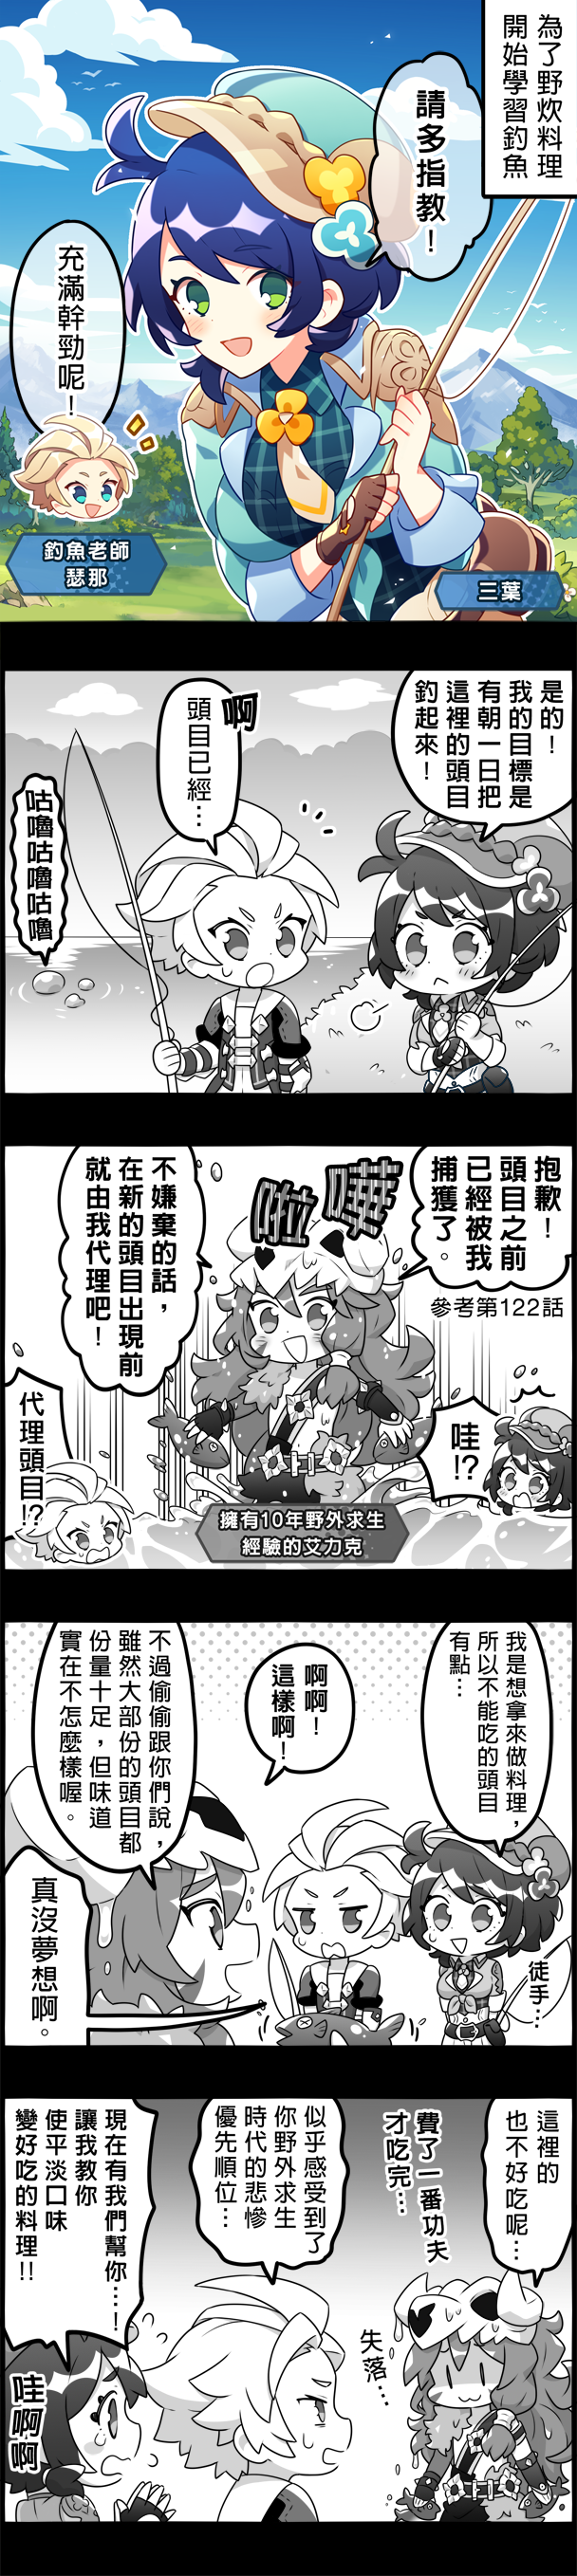 為了野炊料理
開始學習釣魚
請多指教！
充滿幹勁呢！
釣魚老師
瑟那
三葉
是的！
我的目標是
有朝一日把
這裡的頭目
釣起來！
啊
頭目已經…
咕嚕咕嚕咕嚕
抱歉！
頭目之前
已經被我
捕獲了。
參考第122話
嘩
啦
不嫌棄的話，
在新的頭目出現前
就由我代理吧！
哇!?
代理頭目!?
擁有10年野外求生
經驗的艾力克
我是想拿來做料理，
所以不能吃的頭目
有點…
徒手…
啊啊！
這樣啊！
不過偷偷跟你們說，
雖然大部份的頭目都
份量十足，但味道
實在不怎麼樣喔。
真沒夢想啊。
這裡的
也不好吃呢…
費了一番功夫
才吃完…
失落…
似乎感受到了
你野外求生
時代的悲慘
優先順位…
現在有我們幫你…！
讓我教你
使平淡口味
變好吃的料理!!
哇啊啊